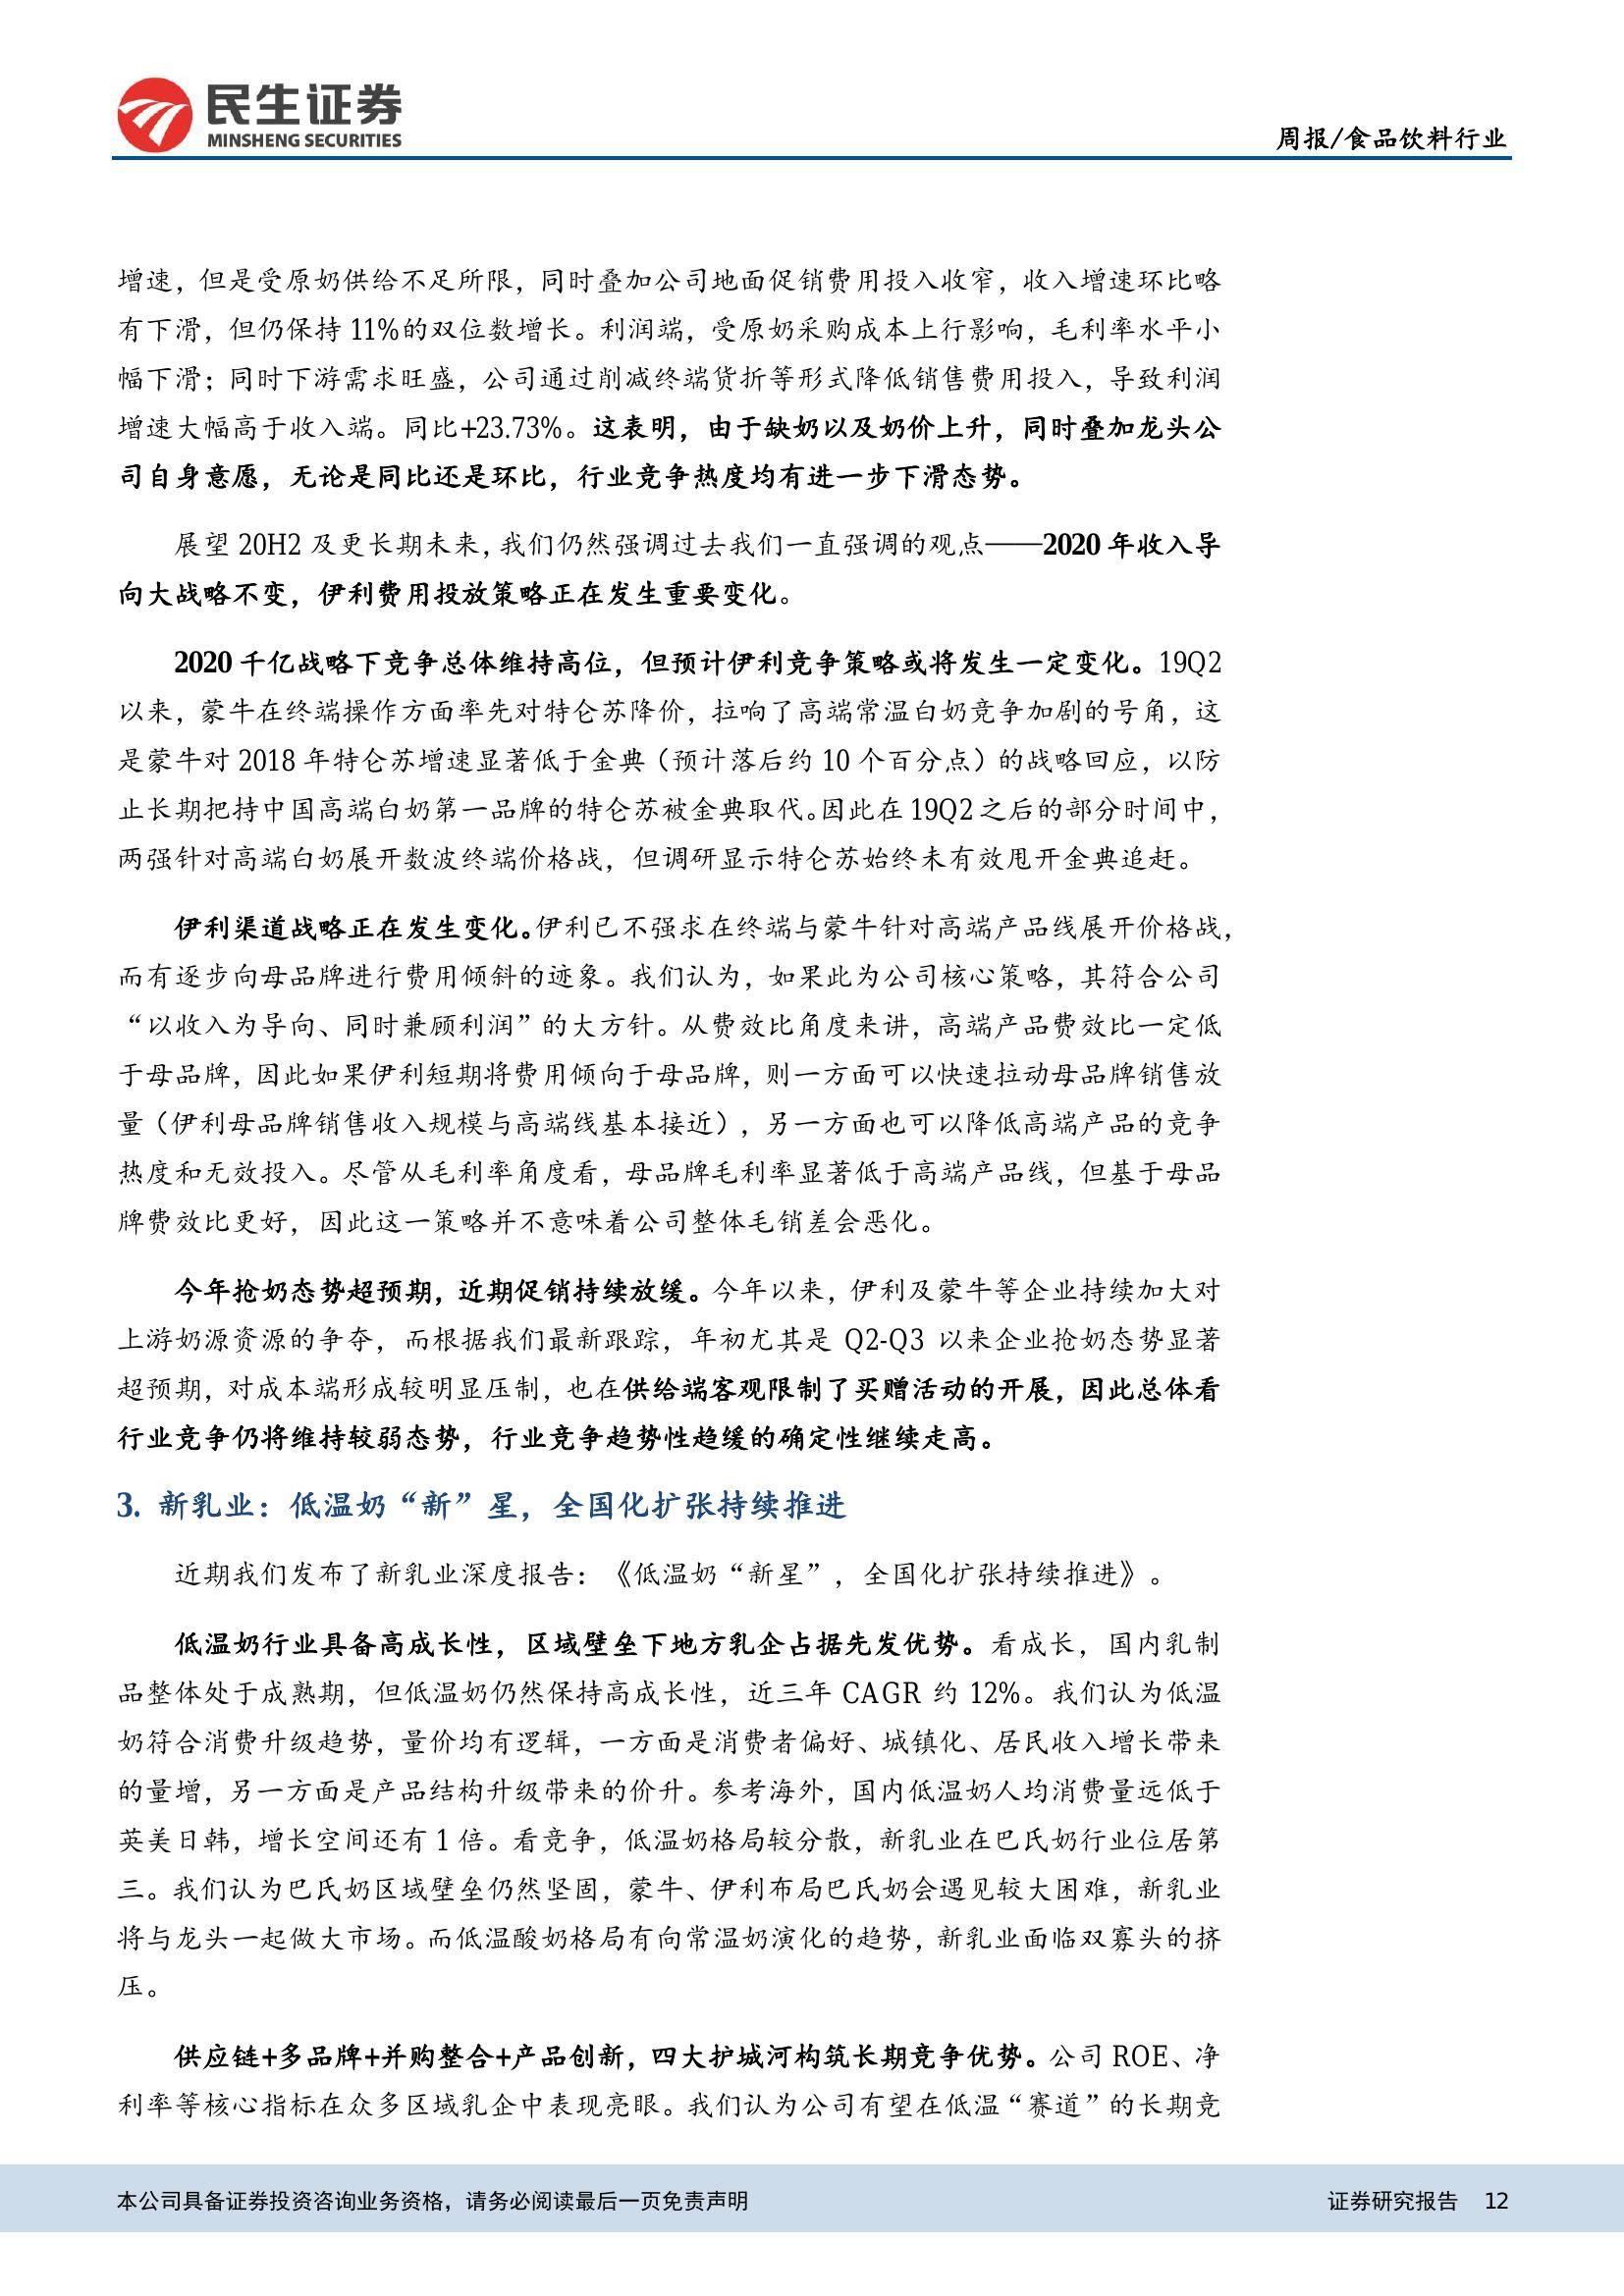 民生证券
MINSHENG SECURITIES
周报/食品饮料行业
增速，但是受原奶供给不足所限，同时叠加公司地面促销费用投入收窄，收入增速环比略
有下滑，但仍保持 11%的双位数增长。利润端，受原奶采购成本上行影响，毛利率水平小
幅下滑；同时下游需求旺盛，公司通过削减终端货折等形式降低销售费用投入，导致利润
增速大幅高于收入端。同比+23.73%。这表明，由于缺奶以及奶价上升，同时叠加龙头公
司自身意愿，无论是同比还是环比，行业竞争热度均有进一步下滑态势。
展望 20H2 及更长期未来，我们仍然强调过去我们一直强调的观点——2020 年收入导
向大战略不变，伊利费用投放策略正在发生重要变化。
2020 千亿战略下竞争总体维持高位，但预计伊利竞争策略或将发生一定变化。19Q2
以来，蒙牛在终端操作方面率先对特仑苏降价，拉响了高端常温白奶竞争加剧的号角，这
是蒙牛对 2018 年特仑苏增速显著低于金典（预计落后约 10 个百分点）的战略回应，以防
止长期把持中国高端白奶第一品牌的特仑苏被金典取代。因此在 19Q2 之后的部分时间中，
两强针对高端白奶展开数波终端价格战，但调研显示特仑苏始终未有效甩开金典追赶。
伊利渠道战略正在发生变化。伊利已不强求在终端与蒙牛针对高端产品线展开价格战，
而有逐步向母品牌进行费用倾斜的迹象。我们认为，如果此为公司核心策略，其符合公司
“以收入为导向、同时兼顾利润”的大方针。从费效比角度来讲，高端产品费效比一定低
于母品牌，因此如果伊利短期将费用倾向于母品牌，则一方面可以快速拉动母品牌销售放
量（伊利母品牌销售收入规模与高端线基本接近），另一方面也可以降低高端产品的竞争
热度和无效投入。尽管从毛利率角度看，母品牌毛利率显著低于高端产品线，但基于母品
牌费效比更好，因此这一策略并不意味着公司整体毛销差会恶化。
今年抢奶态势超预期，近期促销持续放缓。今年以来，伊利及蒙牛等企业持续加大对
上游奶源资源的争夺，而根据我们最新跟踪，年初尤其是 Q2-Q3 以来企业抢奶态势显著
超预期，对成本端形成较明显压制，也在供给端客观限制了买赠活动的开展，因此总体看
行业竞争仍将维持较弱态势，行业竞争趋势性趋缓的确定性继续走高。
3. 新乳业：低温奶“新”星，全国化扩张持续推进
近期我们发布了新乳业深度报告：《低温奶“新星”，全国化扩张持续推进》。
低温奶行业具备高成长性，区域壁垒下地方乳企占据先发优势。看成长，国内乳制
品整体处于成熟期，但低温奶仍然保持高成长性，近三年 CAGR 约 12%。我们认为低温
奶符合消费升级趋势，量价均有逻辑，一方面是消费者偏好、城镇化、居民收入增长带来
的量增，另一方面是产品结构升级带来的价升。参考海外，国内低温奶人均消费量远低于
英美日韩，增长空间还有 1 倍。看竞争，低温奶格局较分散，新乳业在巴氏奶行业位居第
三。我们认为巴氏奶区域壁垒仍然坚固，蒙牛、伊利布局巴氏奶会遇见较大困难，新乳业
将与龙头一起做大市场。而低温酸奶格局有向常温奶演化的趋势，新乳业面临双寡头的挤
压。
供应链+多品牌+并购整合+产品创新，四大护城河构筑长期竞争优势。公司 ROE、净
利率等核心指标在众多区域乳企中表现亮眼。我们认为公司有望在低温“赛道”的长期竞
本公司具备证券投资咨询业务资格，请务必阅读最后一页免责声明
证券研究报告 12